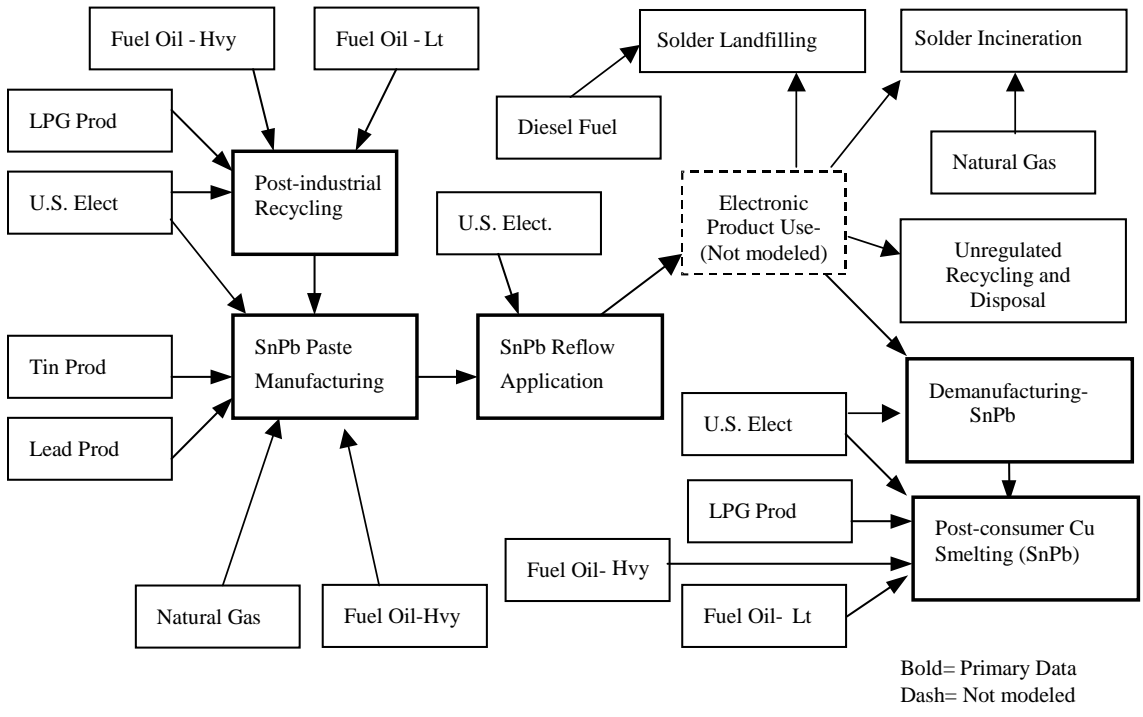 Fuel Oil - Hvy
Fuel Oil - Lt
LPG Prod
U.S. Elect
Post-industrial
Recycling
Tin Prod
Lead Prod
SnPb Paste
Manufacturing
Natural Gas
Fuel Oil-Hvy
U.S. Elect.
SnPb Reflow
Application
Solder Landfilling
Diesel Fuel
Solder Incineration
Natural Gas
Electronic
Product Use-
(Not modeled)
Unregulated
Recycling and
Disposal
U.S. Elect
Demanufacturing-
SnPb
LPG Prod
Fuel Oil- Hvy
Fuel Oil- Lt
Post-consumer Cu
Smelting (SnPb)
Bold= Primary Data
Dash= Not modeled